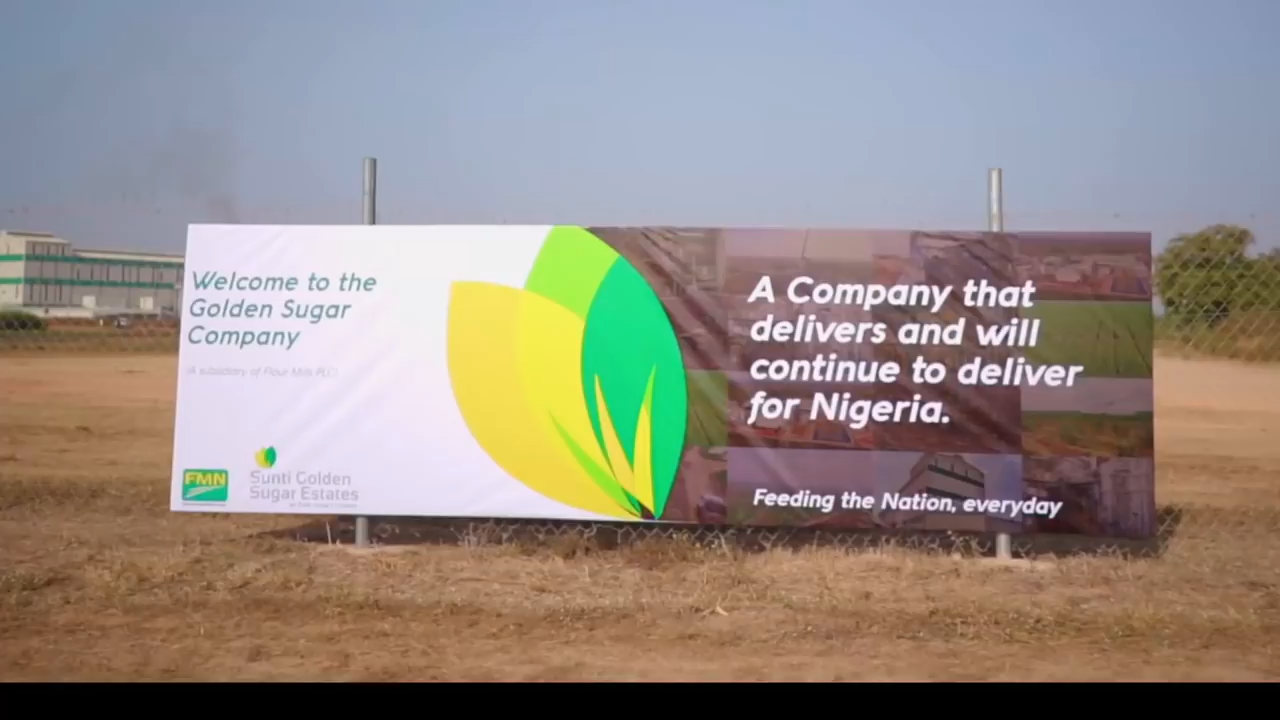 Welcome to the
Golden Sugar
Company
A subsidiary of Flour Mills PLC
FMN
Sunti Golden
Sugar Estates
A Company that
delivers and will
continue to deliver
for Nigeria.
Feeding the Nation, everyday